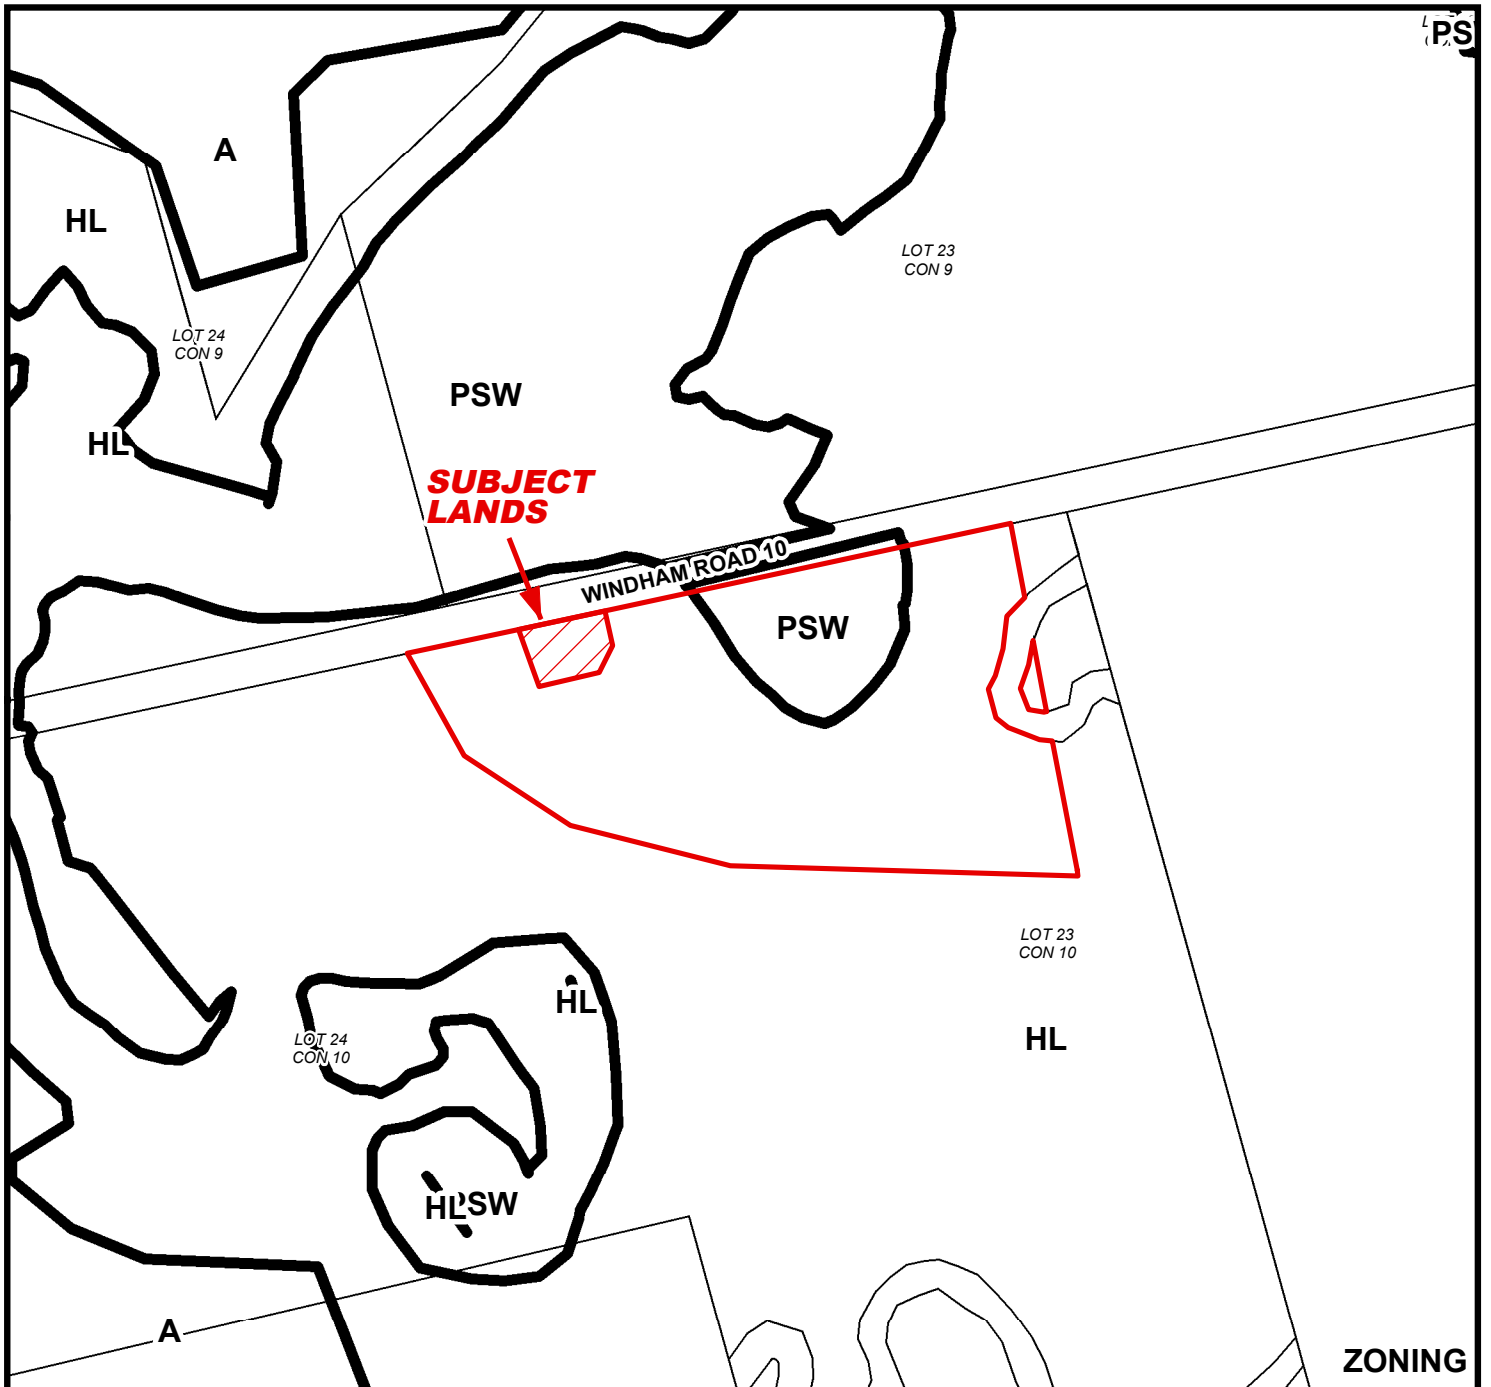 PS
A
HL
LOT 23
CON 9
LOT 24
CON 9
PSW
HL
SUBJECT
LANDS
WINDHAM ROAD 10
PSW
LOT 23
CON 10
HL
LOT 24
CON 10
HL
HL
PSW
A
ZONING